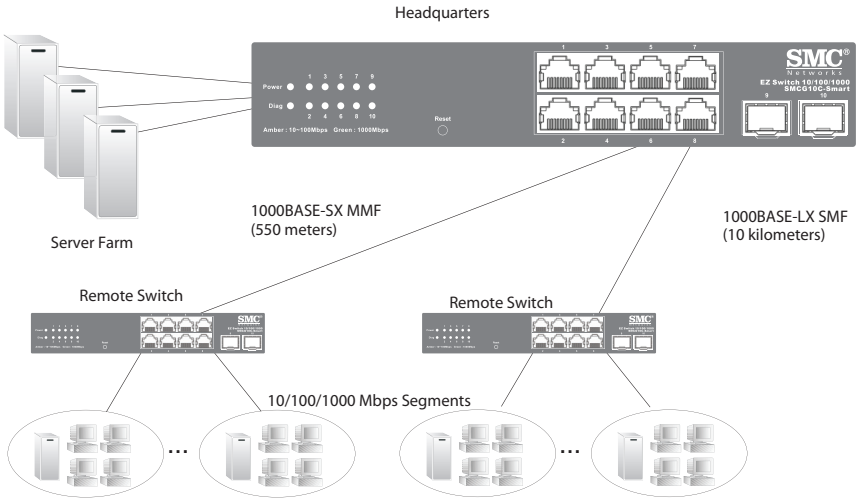 Headquarters
1 3 5 7
SMC®
Networks
EZ Switch 10/100/1000
SMCG10C-Smart
9 10
1 3 5 7 9
Power
Diag
2 4 6 8 10
Amber : 10~100Mbps Green : 1000Mbps
Reset
2 4 6 8
Server Farm
1000BASE-SX MMF
(550 meters)
1000BASE-LX SMF
(10 kilometers)
Remote Switch
Remote Switch
SMC®
SMC®
10/100/1000 Mbps Segments
...
...